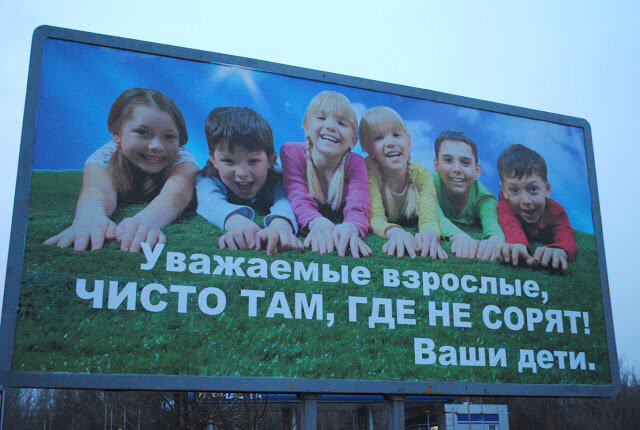 Уважаемые взрослые,
ЧИСТО ТАМ, ГДЕ НЕ СОРЯТ!
Ваши дети.